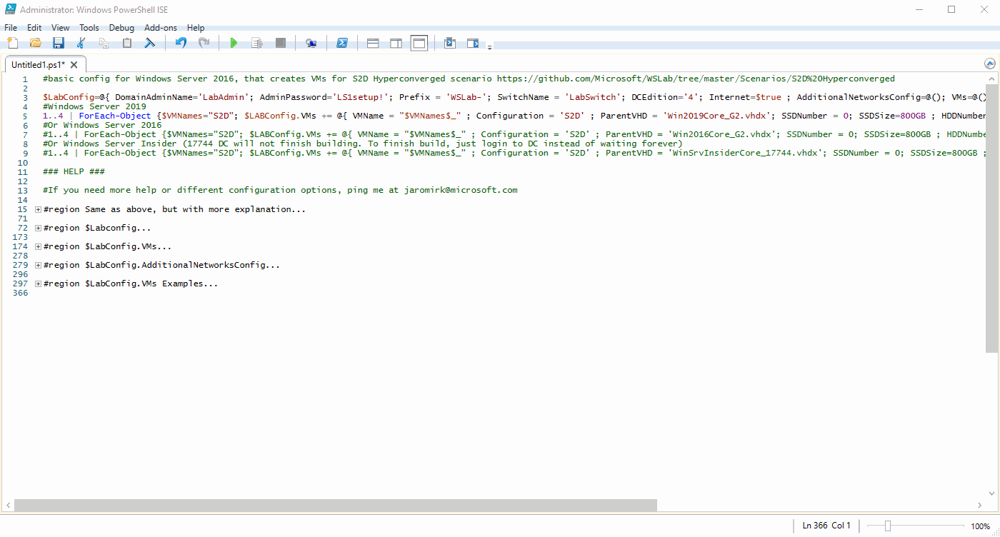 Administrator: Windows PowerShell ISE
File Edit View Tools Debug Add-ons Help
Untitled1.ps1*
1 #basic config for Windows Server 2016, that creates VMs for S2D Hyperconverged scenario https://github.com/Microsoft/WSLab/tree/master/Scenarios/S2D%20Hyperconverged
2
3 $LabConfig=@{ DomainAdminName='LabAdmin'; AdminPassword='LS1setup!'; Prefix = 'WSLab-'; SwitchName = 'LabSwitch'; DCEdition='4'; Internet=$true ; AdditionalNetworksConfig=@(); VMs=@()
4 #Windows Server 2019
5 1..4 | ForEach-Object {$VMNames="S2D"; $LABConfig.VMs += @{ VMName = "$VMNames$_" ; Configuration = 'S2D' ; ParentVHD = 'Win2019Core_G2.vhdx'; SSDNumber = 0; SSDSize=800GB ; HDDNumber
6 #Or Windows Server 2016
7 #1..4 | ForEach-Object {$VMNames="S2D"; $LABConfig.VMs += @{ VMName = "$VMNames$_" ; Configuration = 'S2D' ; ParentVHD = 'Win2016Core_G2.vhdx'; SSDNumber = 0; SSDSize=800GB ; HDDNumbe
8 #Or Windows Server Insider (17744 DC will not finish building. To finish build, just login to DC instead of waiting forever)
9 #1..4 | ForEach-Object {$VMNames="S2D"; $LABConfig.VMs += @{ VMName = "$VMNames$_" ; Configuration = 'S2D' ; ParentVHD = 'WinSrvInsiderCore_17744.vhdx'; SSDNumber = 0; SSDSize=800GB ;
10
11 ### HELP ###
12
13 #If you need more help or different configuration options, ping me at jaromirk@microsoft.com
14
15 #region Same as above, but with more explanation...
71
72 #region $Labconfig...
173
174 #region $LabConfig.VMs...
278
279 #region $LabConfig.AdditionalNetworksConfig...
296
297 #region $LabConfig.VMs Examples...
366
Ln 366 Col 1
100%